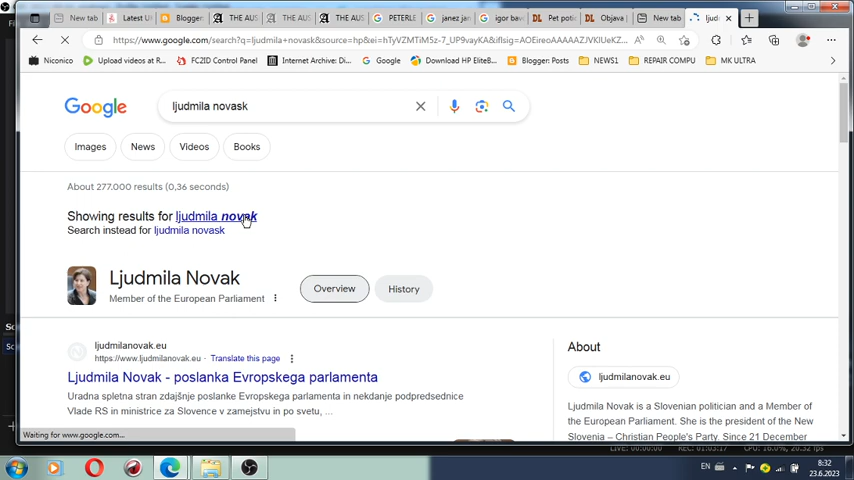 New tab
Latest U
Blogger.
THE AUS
THE AUS
THE AUS
PETERLE
janez jar
igor bav
Pet potic
Objava |
New tab
ljudm
https://www.google.com/search?q=ljudmila+novask&source=hp&ei=hTyVZMTiM5z-7_UP9vayKA&iflsig=AOEireoAAAAAZJVKlUeKZ...
Niconico
Upload videos at R...
FC2ID Control Panel
Internet Archive: Di...
Google
Download HP EliteB...
Blogger: Posts
NEWS1
REPAIR COMPU
MK ULTRA
Google
ljudmila novask
Images
News
Videos
Books
About 277.000 results (0,36 seconds)
Showing results for ljudmila novak
Search instead for ljudmila novask
Ljudmila Novak
Member of the European Parliament
Overview
History
ljudmilanovak.eu
https://www.ljudmilanovak.eu · Translate this page
Ljudmila Novak - poslanka Evropskega parlamenta
Uradna spletna stran zdajšnje poslanke Evropskega parlamenta in nekdanje podpredsednice
Vlade RS in ministrice za Slovence v zamejstvu in po svetu, ...
About
ljudmilanovak.eu
Ljudmila Novak is a Slovenian politician and a Member of
the European Parliament. She is the president of the New
Slovenia – Christian People's Party. Since 21 December
Waiting for www.google.com...
EN
8:32
23.6.2023